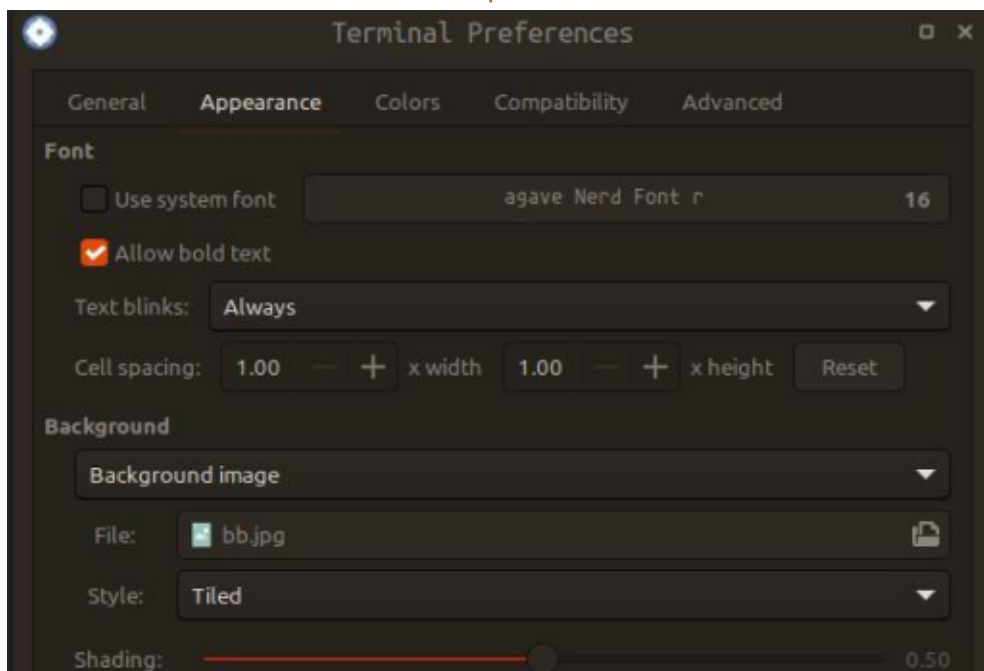 Terminal Preferences
General Appearance Colors Compatibility Advanced
Font
Use system font agave Nerd Font r 16
Allow bold text
Text blinks: Always
Cell spacing: 1.00 x width 1.00 x height Reset
Background
Background image
File: bb.jpg
Style: Tiled
Shading: 0.50